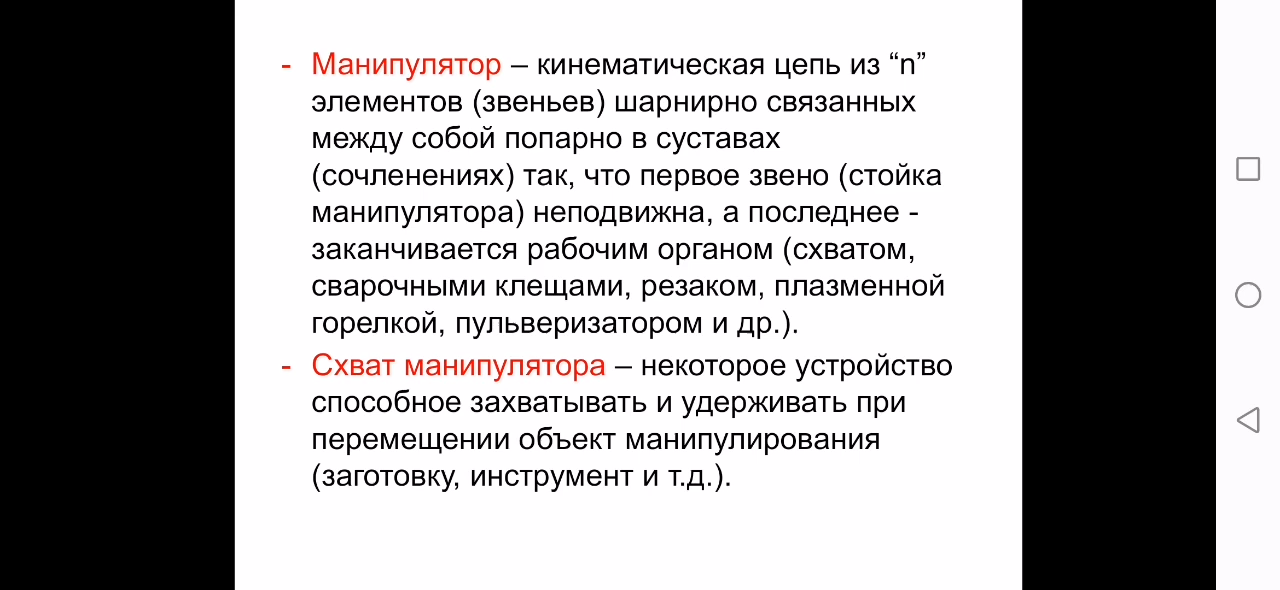 - Манипулятор – кинематическая цепь из “n”
элементов (звеньев) шарнирно связанных
между собой попарно в суставах
(сочленениях) так, что первое звено (стойка
манипулятора) неподвижна, а последнее -
заканчивается рабочим органом (схватом,
сварочными клещами, резаком, плазменной
горелкой, пульверизатором и др.).
- Схват манипулятора – некоторое устройство
способное захватывать и удерживать при
перемещении объект манипулирования
(заготовку, инструмент и т.д.).